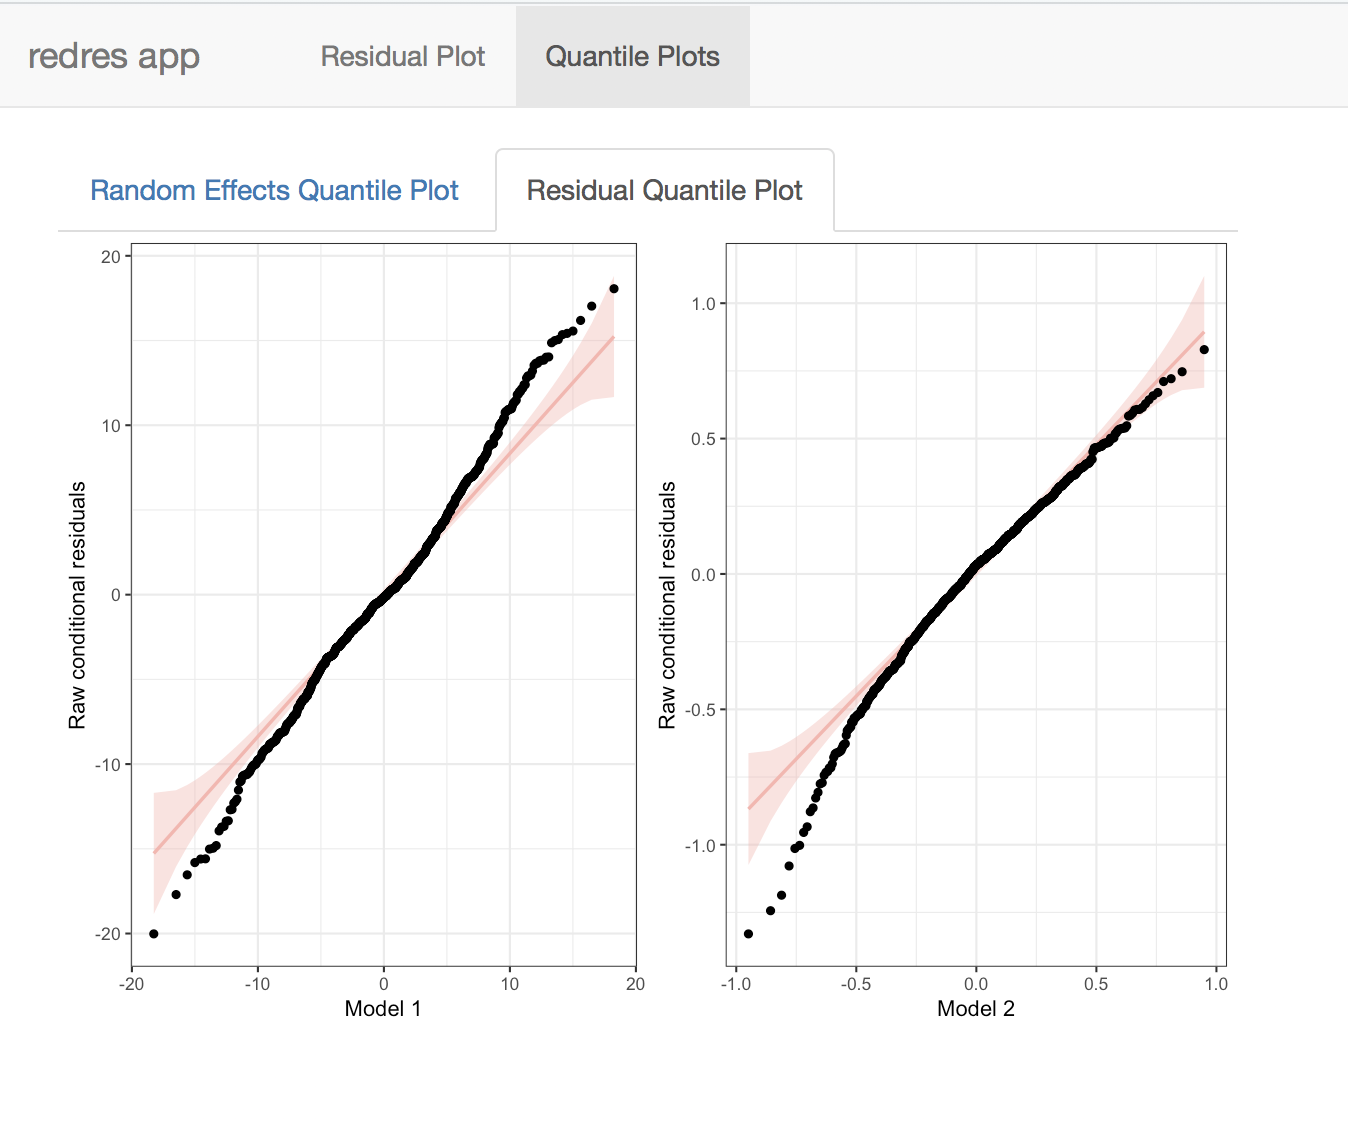 redres app
Residual Plot
Quantile Plots
Random Effects Quantile Plot
Residual Quantile Plot
Raw conditional residuals
20
10
0
-10
-20
-20
-10
0
10
20
Model 1
Raw conditional residuals
1.0
0.5
0.0
-0.5
-1.0
-1.0
-0.5
0.0
0.5
1.0
Model 2